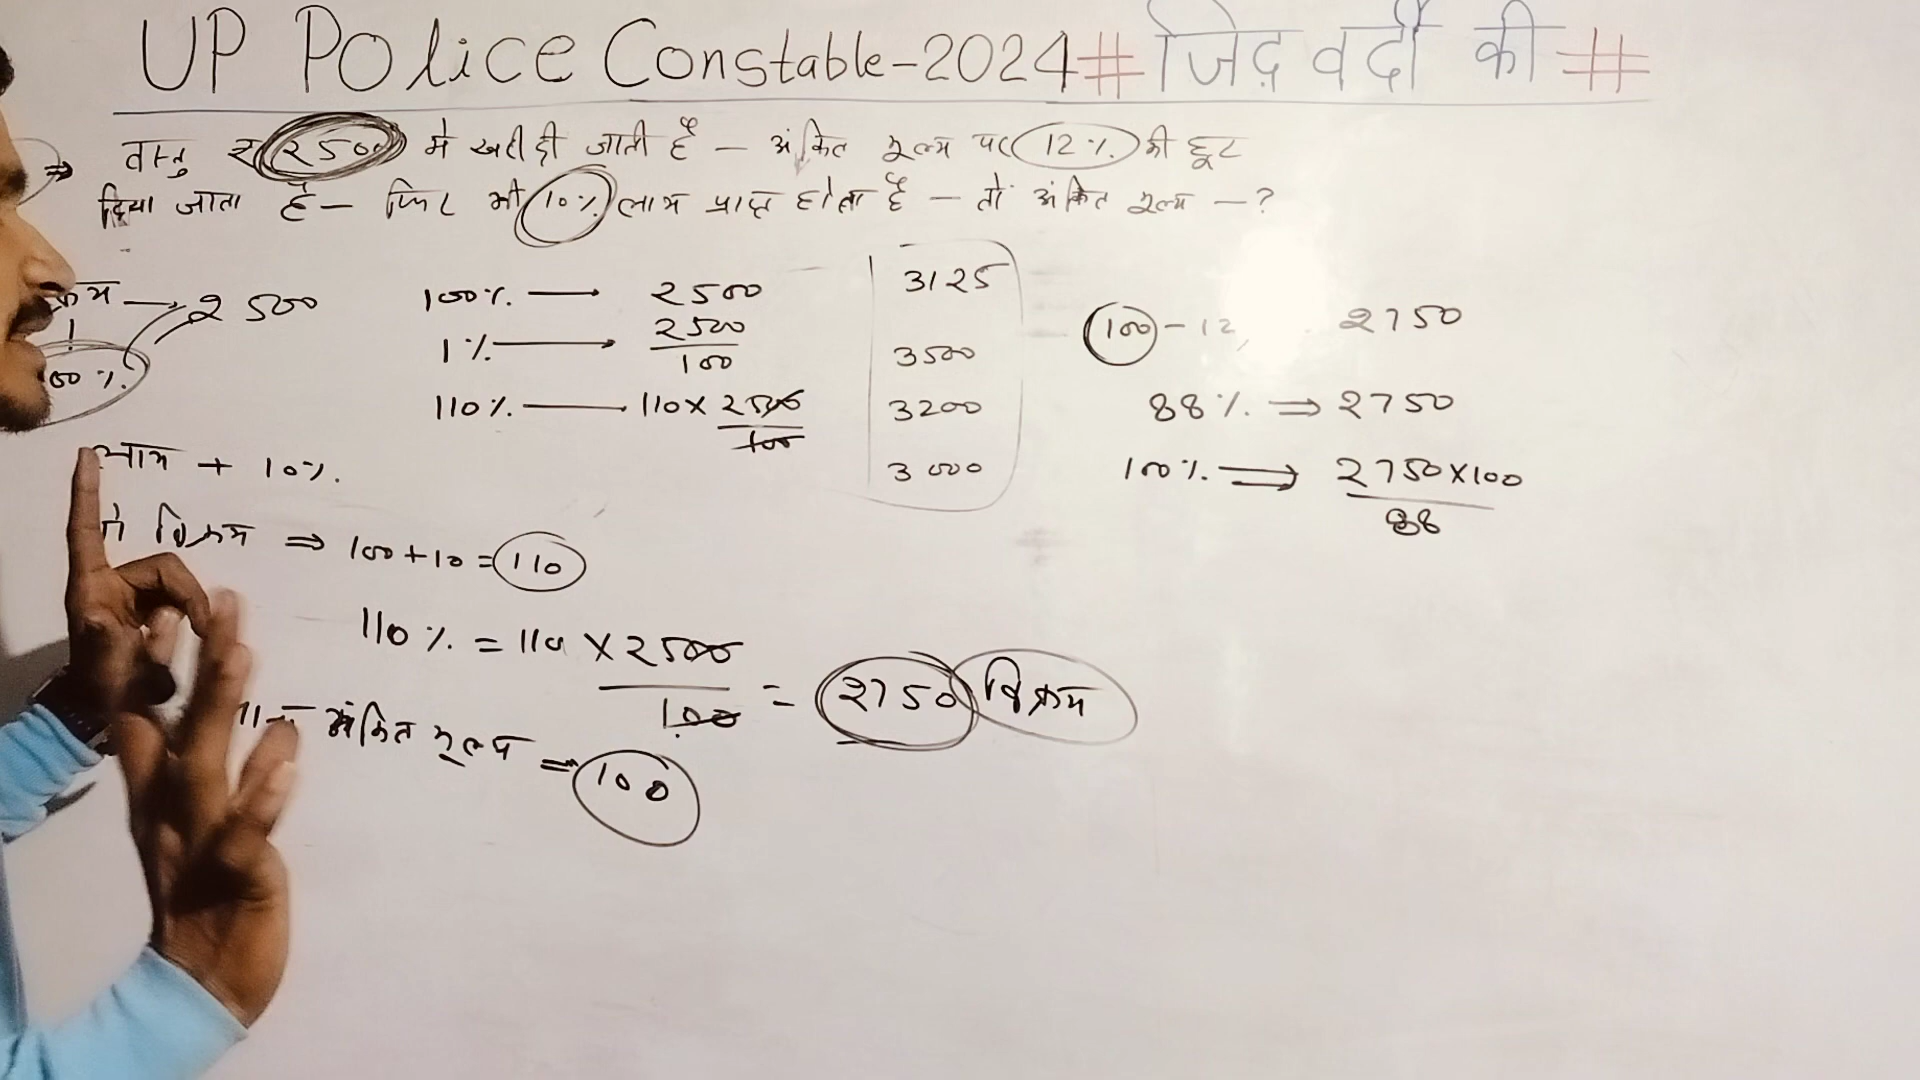 UP Police Constable-2024 # जिद़ वर्दी की #
⇒ वस्तु रु 2500 मे खरीदी जाती है – अंकित मूल्य पर 12% की छूट
दिया जाता है – फिर भी 10% लाभ प्राप्त होता है – तो अंकित मूल्य –?
क्रय → 2500
00%
100% → 2500
1% → 2500/100
110% → 110 × 2500/100
3125
3500
3200
3000
100 - 12 2750
88% ⇒ 2750
100% ⇒ 2750×100/88
लाभ + 10%.
विक्रय ⇒ 100+10 = 110
110% = 110 × 2500/100 = 2750 विक्रय
अंकित मूल्य = 100